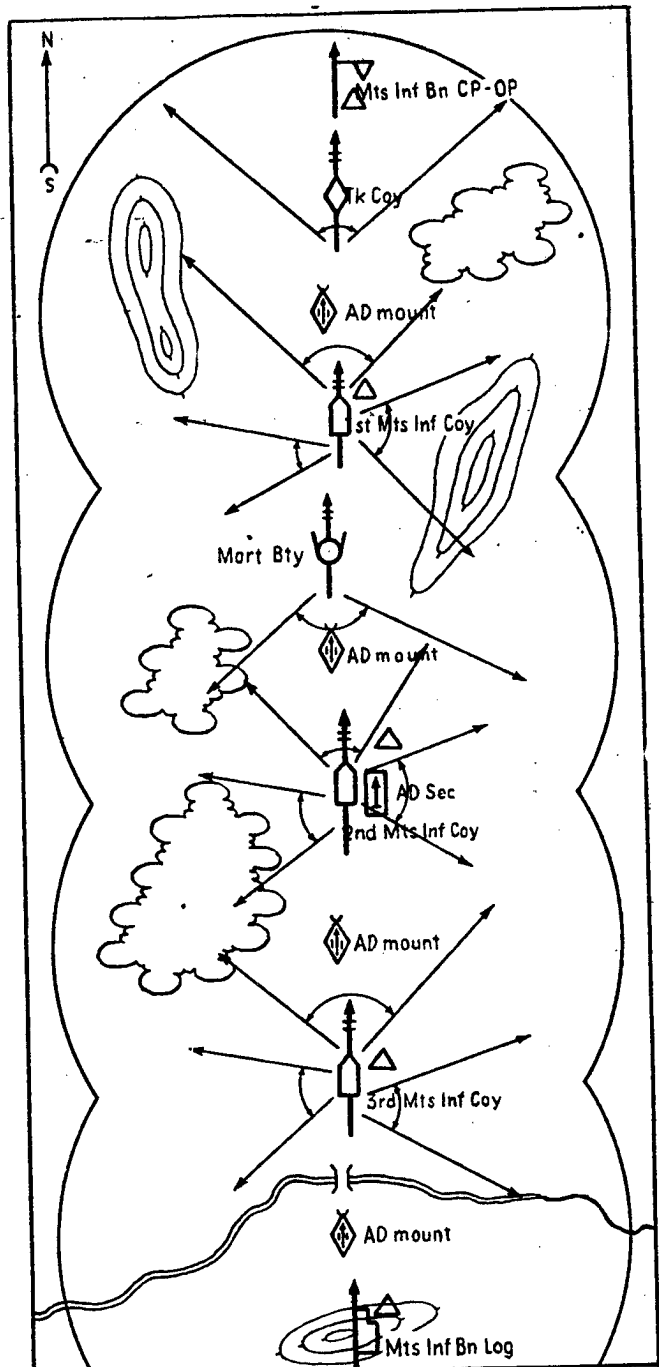 N
S
Mts Inf Bn CP-OP
Tk Coy
AD mount
1st Mts Inf Coy
Mort Bty
AD mount
AD Sec
2nd Mts Inf Coy
AD mount
3rd Mts Inf Coy
AD mount
Mts Inf Bn Log